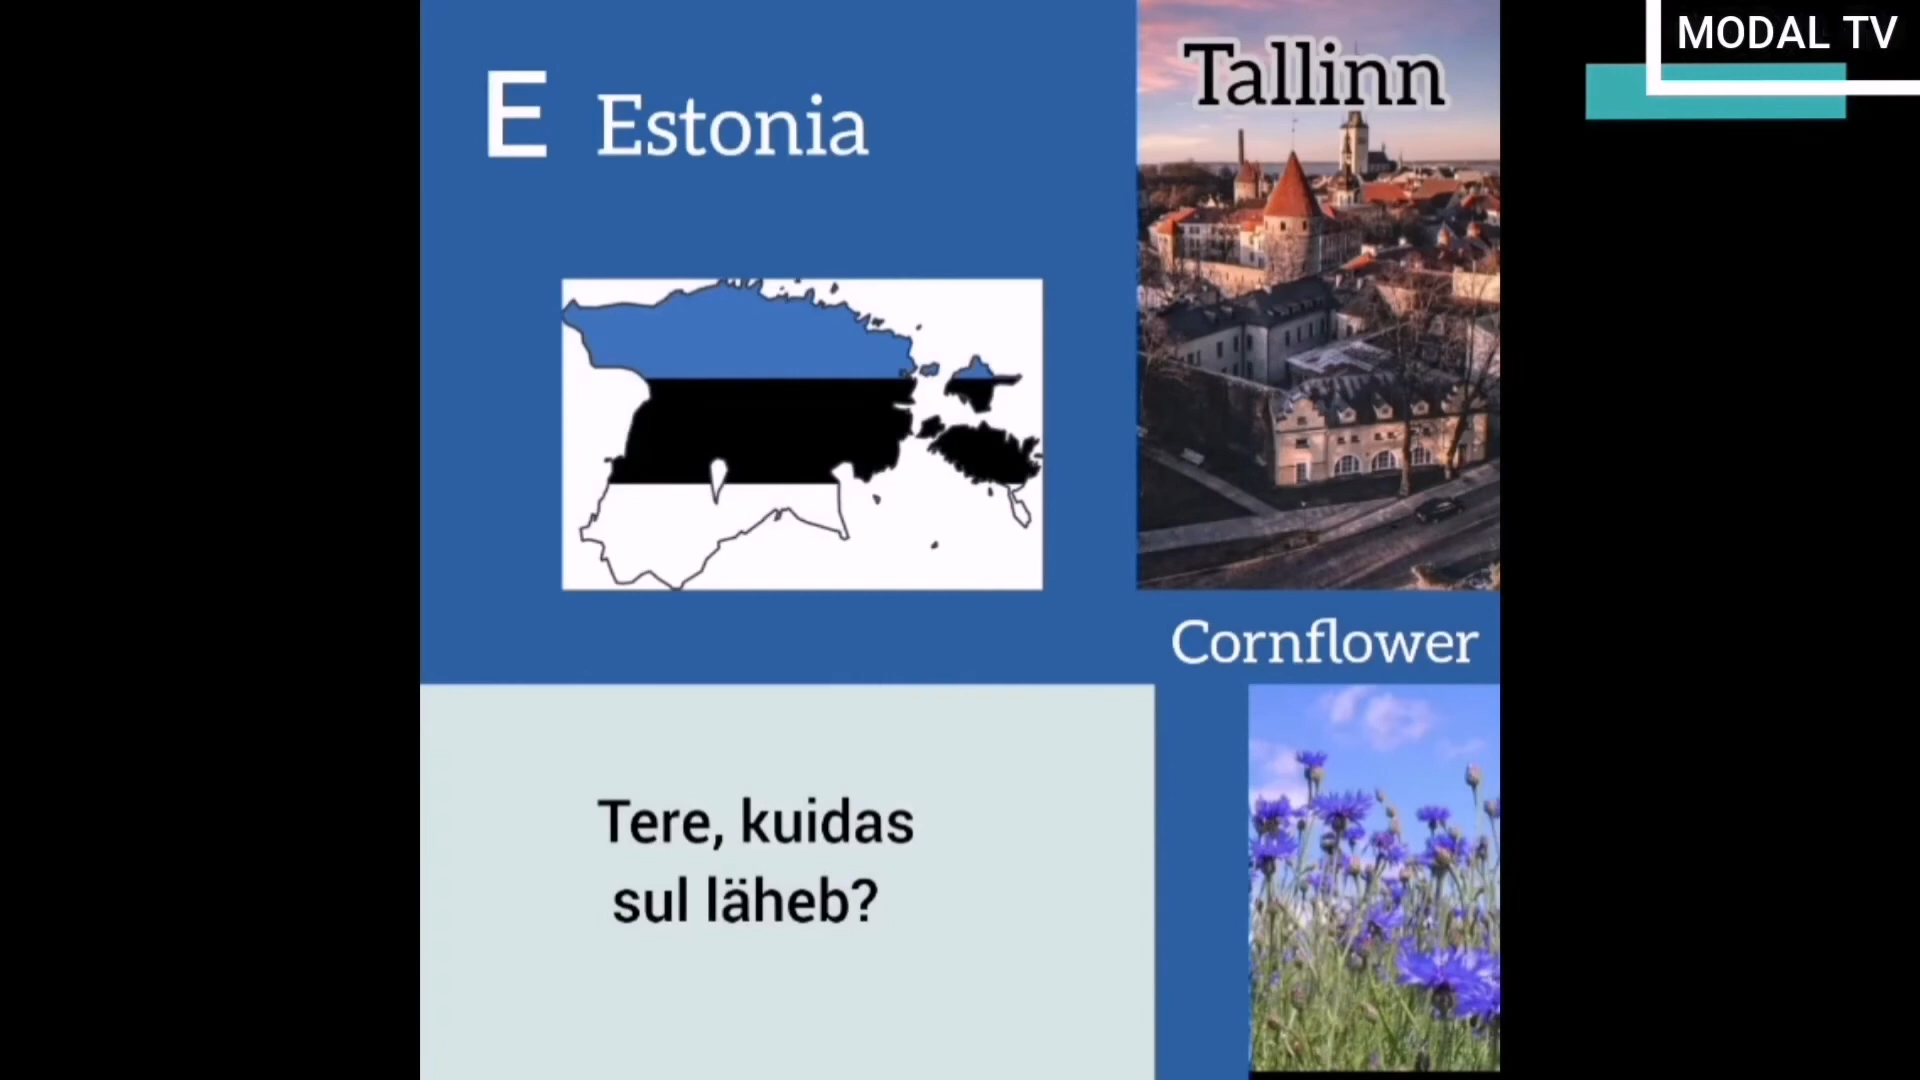 MODAL TV
E Estonia
Tallinn
Cornflower
Tere, kuidas
sul läheb?